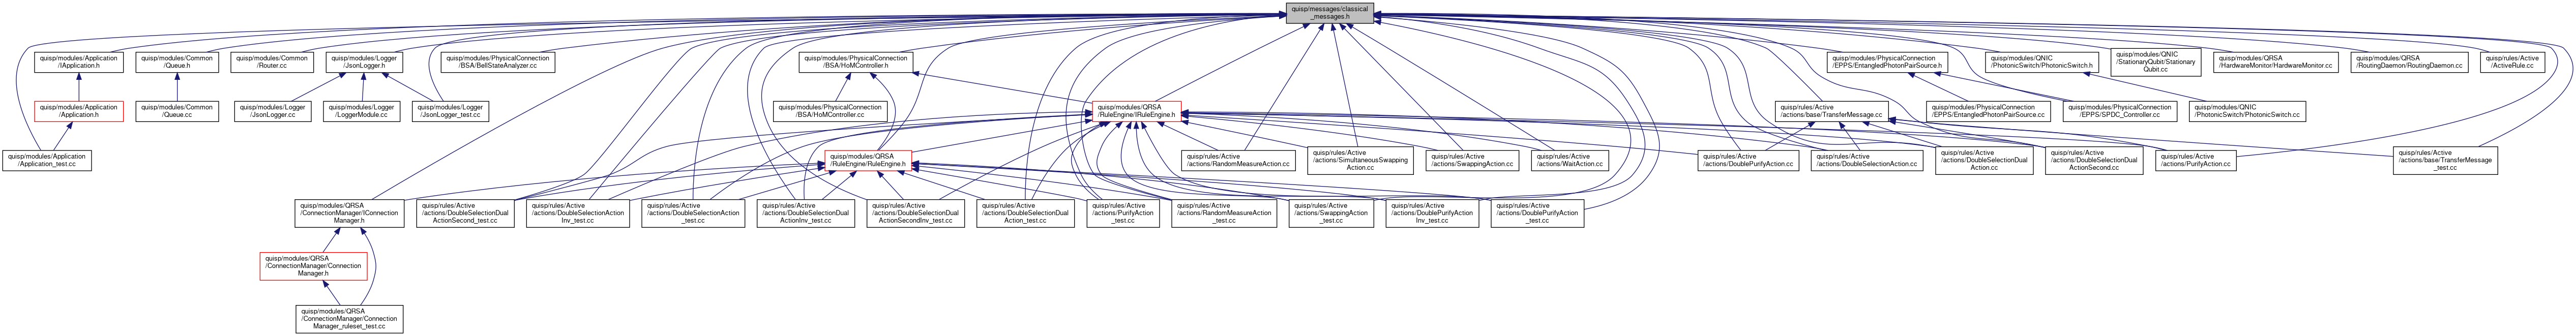 quisp/messages/classical
_messages.h
quisp/modules/Application
/IApplication.h
quisp/modules/Common
/Queue.h
quisp/modules/Common
/Router.cc
quisp/modules/Logger
/JsonLogger.h
quisp/modules/PhysicalConnection
/BSA/BellStateAnalyzer.cc
quisp/modules/PhysicalConnection
/BSA/HoMController.h
quisp/modules/PhysicalConnection
/EPPS/EntangledPhotonPairSource.h
quisp/modules/QNIC
/PhotonicSwitch/PhotonicSwitch.h
quisp/modules/QNIC
/StationaryQubit/Stationary
Qubit.cc
quisp/modules/QRSA
/HardwareMonitor/HardwareMonitor.cc
quisp/modules/QRSA
/RoutingDaemon/RoutingDaemon.cc
quisp/rules/Active
/ActiveRule.cc
quisp/modules/Application
/Application.h
quisp/modules/Common
/Queue.cc
quisp/modules/Logger
/JsonLogger.cc
quisp/modules/Logger
/LoggerModule.cc
quisp/modules/Logger
/JsonLogger_test.cc
quisp/modules/PhysicalConnection
/BSA/HoMController.cc
quisp/modules/QRSA
/RuleEngine/IRuleEngine.h
quisp/rules/Active
/actions/base/TransferMessage.cc
quisp/modules/PhysicalConnection
/EPPS/EntangledPhotonPairSource.cc
quisp/modules/PhysicalConnection
/EPPS/SPDC_Controller.cc
quisp/modules/QNIC
/PhotonicSwitch/PhotonicSwitch.cc
quisp/modules/Application
/Application_test.cc
quisp/modules/QRSA
/RuleEngine/RuleEngine.h
quisp/rules/Active
/actions/RandomMeasureAction.cc
quisp/rules/Active
/actions/SimultaneousSwapping
Action.cc
quisp/rules/Active
/actions/SwappingAction.cc
quisp/rules/Active
/actions/WaitAction.cc
quisp/rules/Active
/actions/DoublePurifyAction.cc
quisp/rules/Active
/actions/DoubleSelectionAction.cc
quisp/rules/Active
/actions/DoubleSelectionDual
Action.cc
quisp/rules/Active
/actions/DoubleSelectionDual
ActionSecond.cc
quisp/rules/Active
/actions/PurifyAction.cc
quisp/rules/Active
/actions/base/TransferMessage
_test.cc
quisp/modules/QRSA
/ConnectionManager/IConnection
Manager.h
quisp/rules/Active
/actions/DoubleSelectionDual
ActionSecond_test.cc
quisp/rules/Active
/actions/DoubleSelectionAction
Inv_test.cc
quisp/rules/Active
/actions/DoubleSelectionAction
_test.cc
quisp/rules/Active
/actions/DoubleSelectionDual
ActionInv_test.cc
quisp/rules/Active
/actions/DoubleSelectionDual
ActionSecondInv_test.cc
quisp/rules/Active
/actions/DoubleSelectionDual
Action_test.cc
quisp/rules/Active
/actions/PurifyAction
_test.cc
quisp/rules/Active
/actions/RandomMeasureAction
_test.cc
quisp/rules/Active
/actions/SwappingAction
_test.cc
quisp/rules/Active
/actions/DoublePurifyAction
Inv_test.cc
quisp/rules/Active
/actions/DoublePurifyAction
_test.cc
quisp/modules/QRSA
/ConnectionManager/Connection
Manager.h
quisp/modules/QRSA
/ConnectionManager/Connection
Manager_ruleset_test.cc